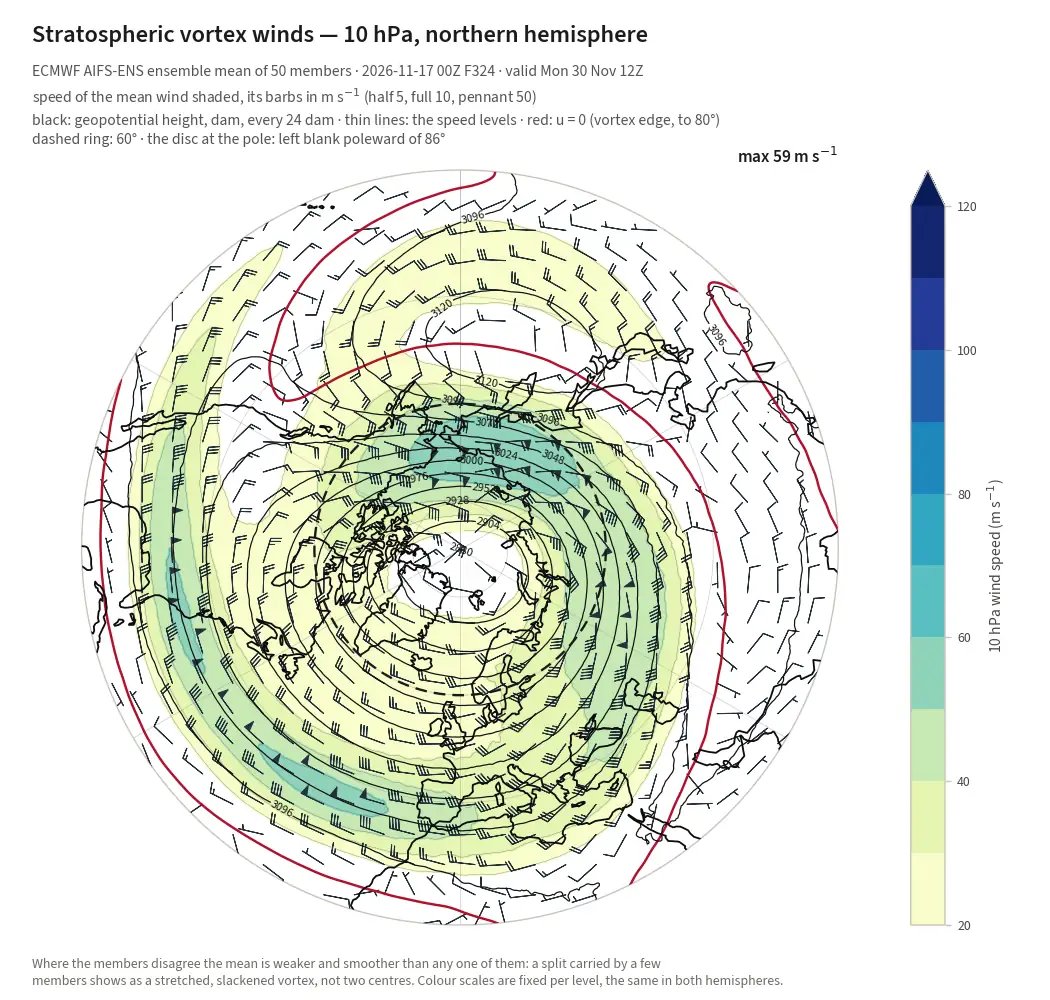 Stratospheric vortex winds — 10 hPa, northern hemisphere
ECMWF AIFS-ENS ensemble mean of 50 members · 2026-11-17 00Z F324 · valid Mon 30 Nov 12Z
speed of the mean wind shaded, its barbs in m s⁻¹ (half 5, full 10, pennant 50)
black: geopotential height, dam, every 24 dam · thin lines: the speed levels · red: u = 0 (vortex edge, to 80°)
dashed ring: 60° · the disc at the pole: left blank poleward of 86°
max 59 m s⁻¹
120
3096
3120
3096
100
3120
3096
3048
3024
3000
2928
2904
80
60
40
3096
20
10 hPa wind speed (m s⁻¹)
Where the members disagree the mean is weaker and smoother than any one of them: a split carried by a few
members shows as a stretched, slackened vortex, not two centres. Colour scales are fixed per level, the same in both hemispheres.